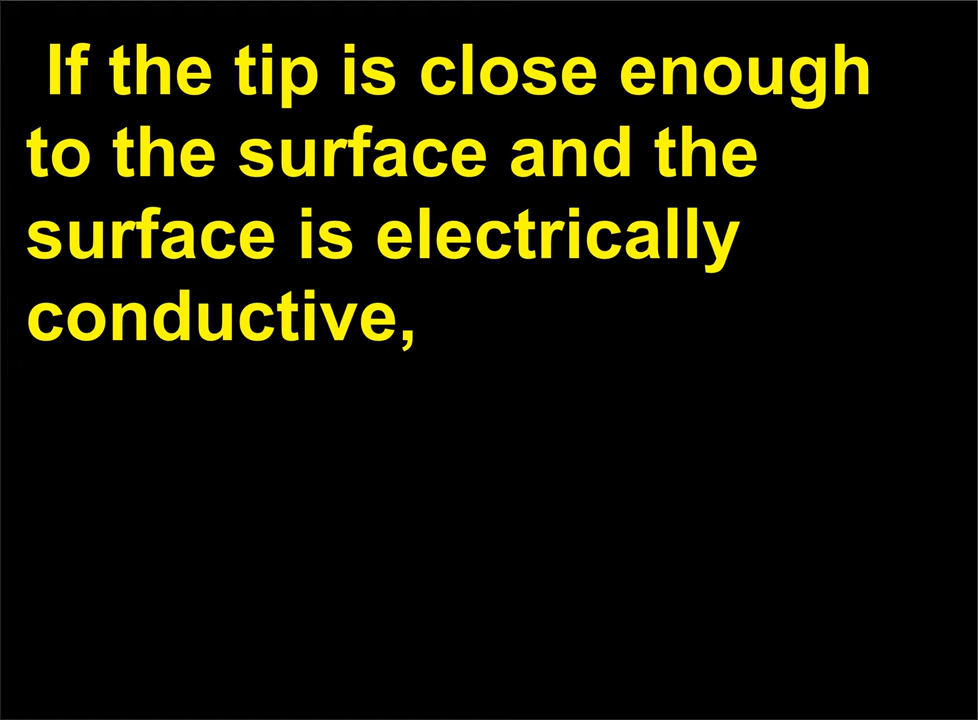 If the tip is close enough
to the surface and the
surface is electrically
conductive,